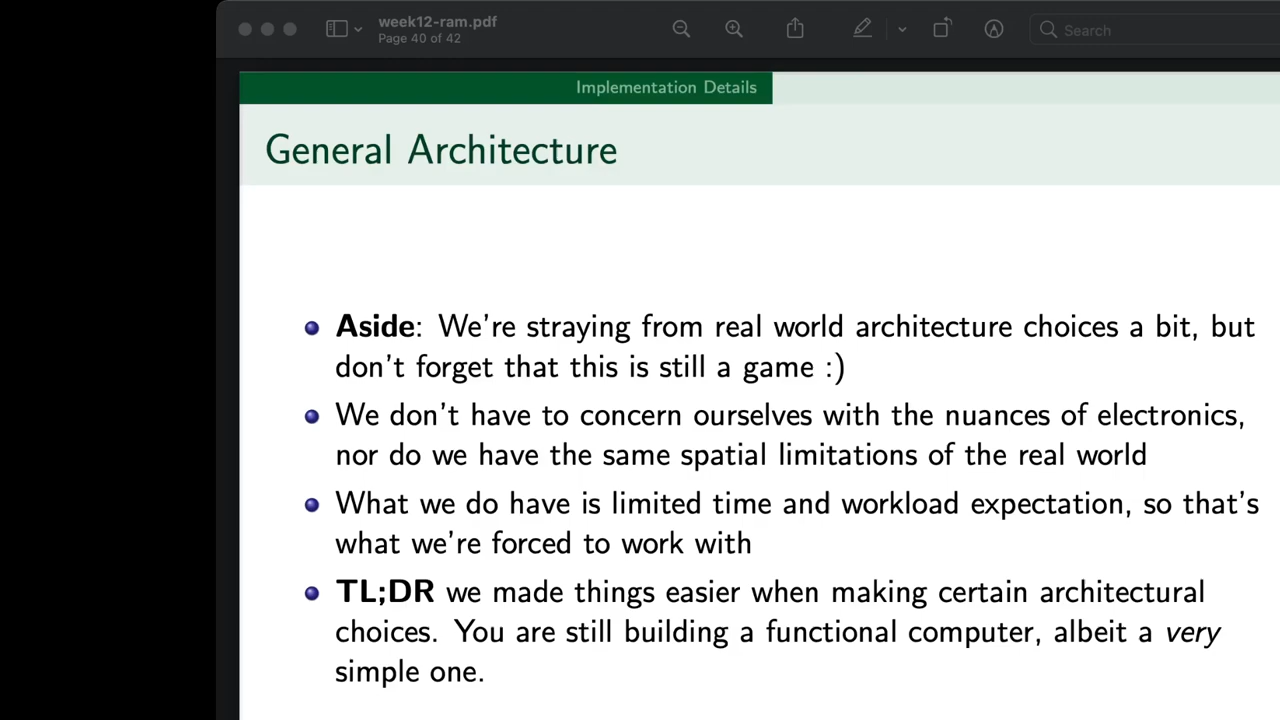 week12-ram.pdf
Page 40 of 42
Search
Implementation Details
General Architecture
Aside: We're straying from real world architecture choices a bit, but
don't forget that this is still a game :)
We don't have to concern ourselves with the nuances of electronics,
nor do we have the same spatial limitations of the real world
What we do have is limited time and workload expectation, so that's
what we're forced to work with
TL;DR we made things easier when making certain architectural
choices. You are still building a functional computer, albeit a very
simple one.